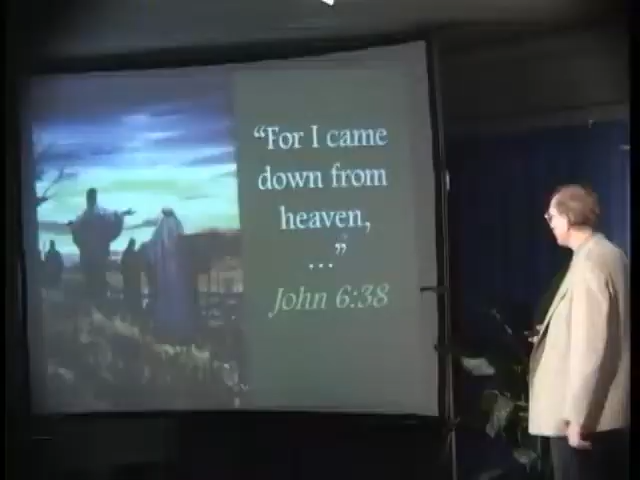 “For I came
down from
heaven,
...”
John 6:38